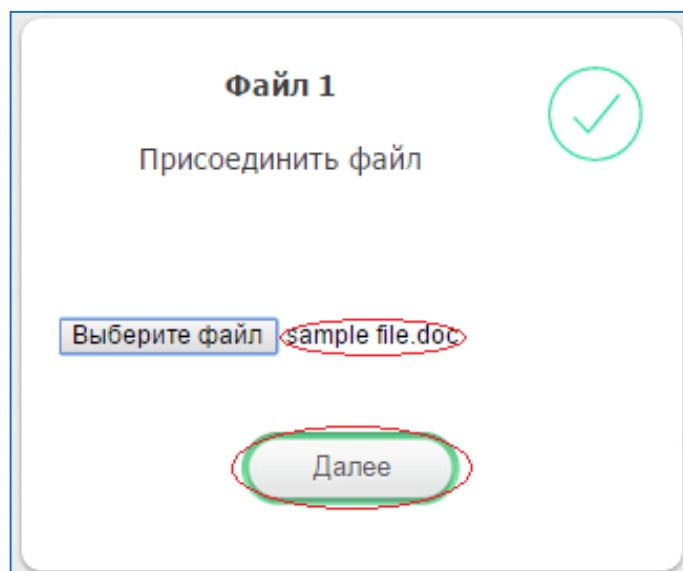 Файл 1
Присоединить файл
Выберите файл sample file.doc
Далее